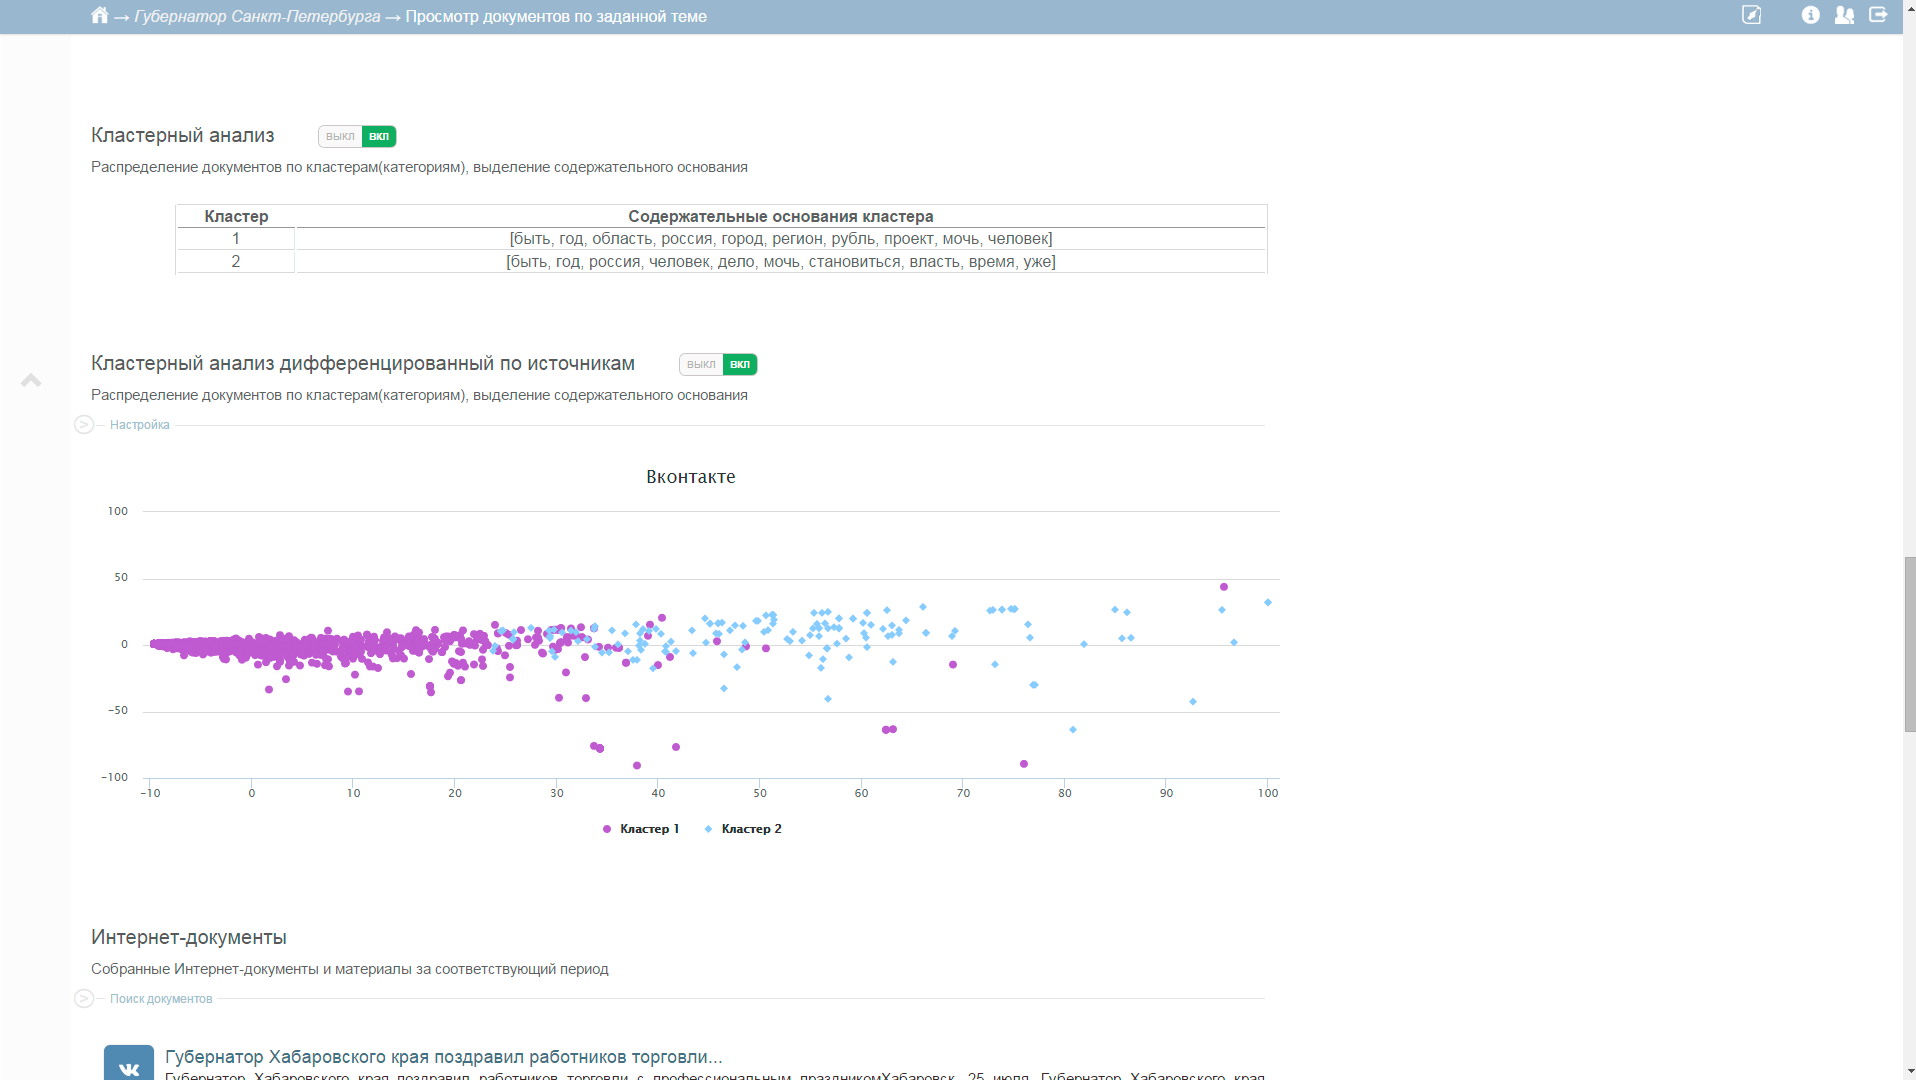 → Губернатор Санкт-Петербурга → Просмотр документов по заданной теме
Кластерный анализ ВЫКЛ ВКЛ
Распределение документов по кластерам(категориям), выделение содержательного основания
Кластер Содержательные основания кластера
1 [быть, год, область, россия, город, регион, рубль, проект, мочь, человек]
2 [быть, год, россия, человек, дело, мочь, становиться, власть, время, уже]
Кластерный анализ дифференцированный по источникам ВЫКЛ ВКЛ
Распределение документов по кластерам(категориям), выделение содержательного основания
Настройка
Вконтакте
100
50
0
-50
-100
-10 0 10 20 30 40 50 60 70 80 90 100
Кластер 1 Кластер 2
Интернет-документы
Собранные Интернет-документы и материалы за соответствующий период
Поиск документов
Губернатор Хабаровского края поздравил работников торговли...
Губернатор Хабаровского края поздравил работников торговли с профессиональным праздникомХабаровск, 25 июля. Губернатор Хабаровского края